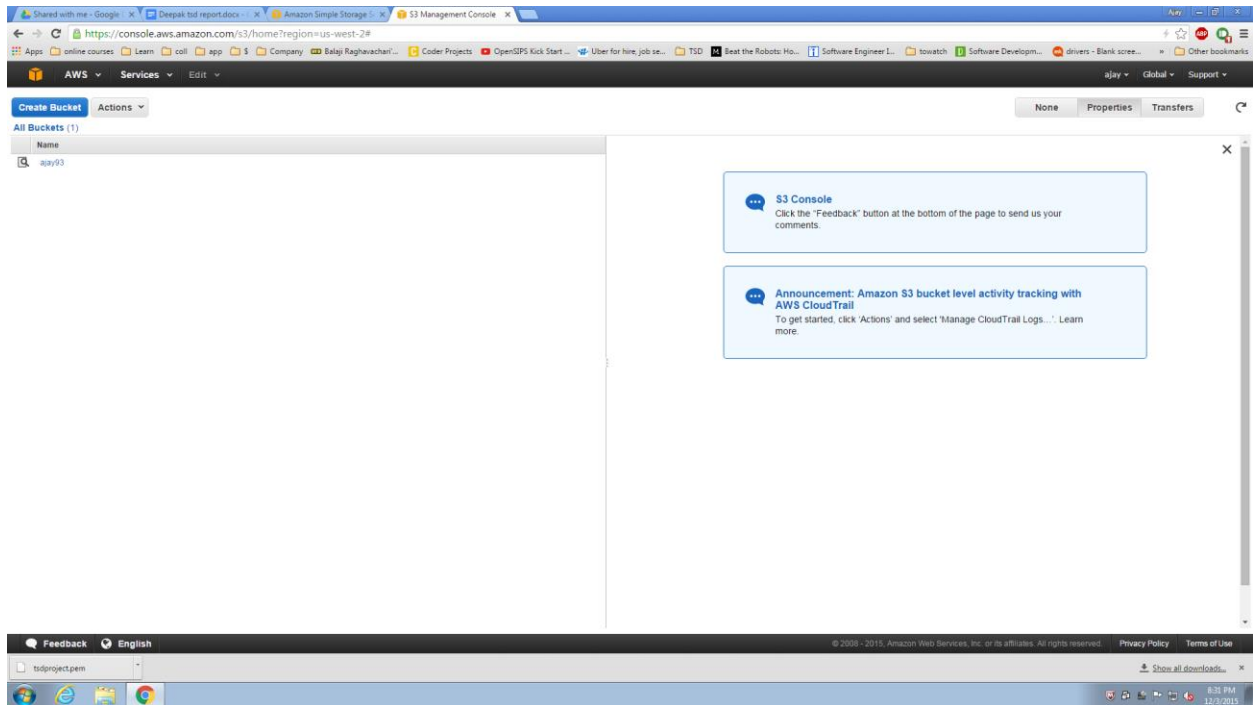 Shared with me - Google
Deepak tsd report.docx -
Amazon Simple Storage S
S3 Management Console
Ajay
https://console.aws.amazon.com/s3/home?region=us-west-2#
Apps online courses Learn coll app $ Company Balaji Raghavachari'... Coder Projects OpenSIPS Kick Start ... Uber for hire, job se... TSD Beat the Robots: Ho... Software Engineer I... towatch Software Developm... drivers - Blank scree... » Other bookmarks
AWS Services Edit
ajay Global Support
Create Bucket Actions
None Properties Transfers
All Buckets (1)
Name
ajay93
S3 Console
Click the "Feedback" button at the bottom of the page to send us your
comments.
Announcement: Amazon S3 bucket level activity tracking with
AWS CloudTrail
To get started, click 'Actions' and select 'Manage CloudTrail Logs...'. Learn
more.
Feedback English
© 2008 - 2015, Amazon Web Services, Inc. or its affiliates. All rights reserved. Privacy Policy Terms of Use
tsdproject.pem
Show all downloads...
8:31 PM
12/3/2015